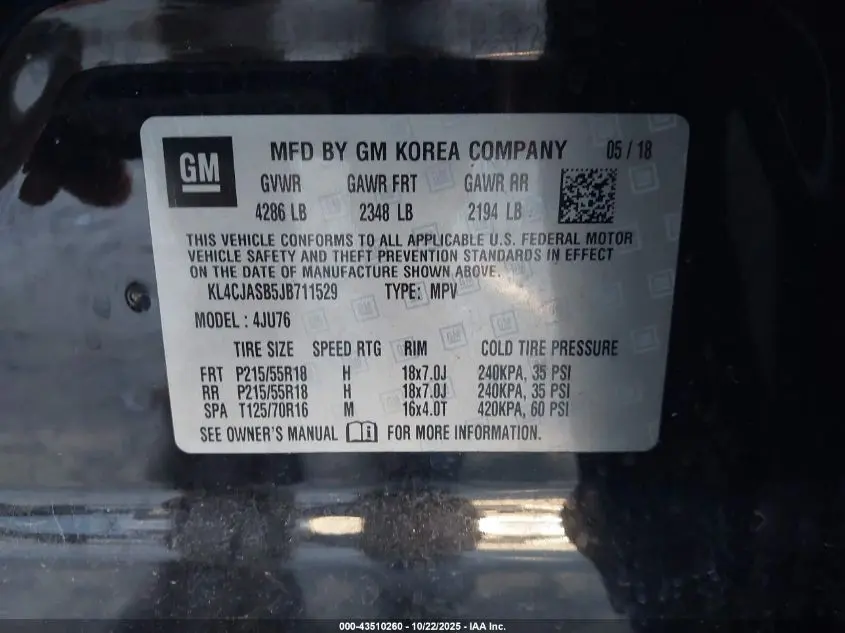 GM MFD BY GM KOREA COMPANY 05 / 18
GVWR GAWR FRT GAWR RR
4286 LB 2348 LB 2194 LB
THIS VEHICLE CONFORMS TO ALL APPLICABLE U.S. FEDERAL MOTOR
VEHICLE SAFETY AND THEFT PREVENTION STANDARDS IN EFFECT
ON THE DATE OF MANUFACTURE SHOWN ABOVE.
KL4CJASB5JB711529 TYPE: MPV
MODEL : 4JU76
TIRE SIZE SPEED RTG RIM COLD TIRE PRESSURE
FRT P215/55R18 H 18x7.0J 240KPA, 35 PSI
RR P215/55R18 H 18x7.0J 240KPA, 35 PSI
SPA T125/70R16 M 16x4.0T 420KPA, 60 PSI
SEE OWNER'S MANUAL FOR MORE INFORMATION.
000-43510260 - 10/22/2025 - IAA Inc.